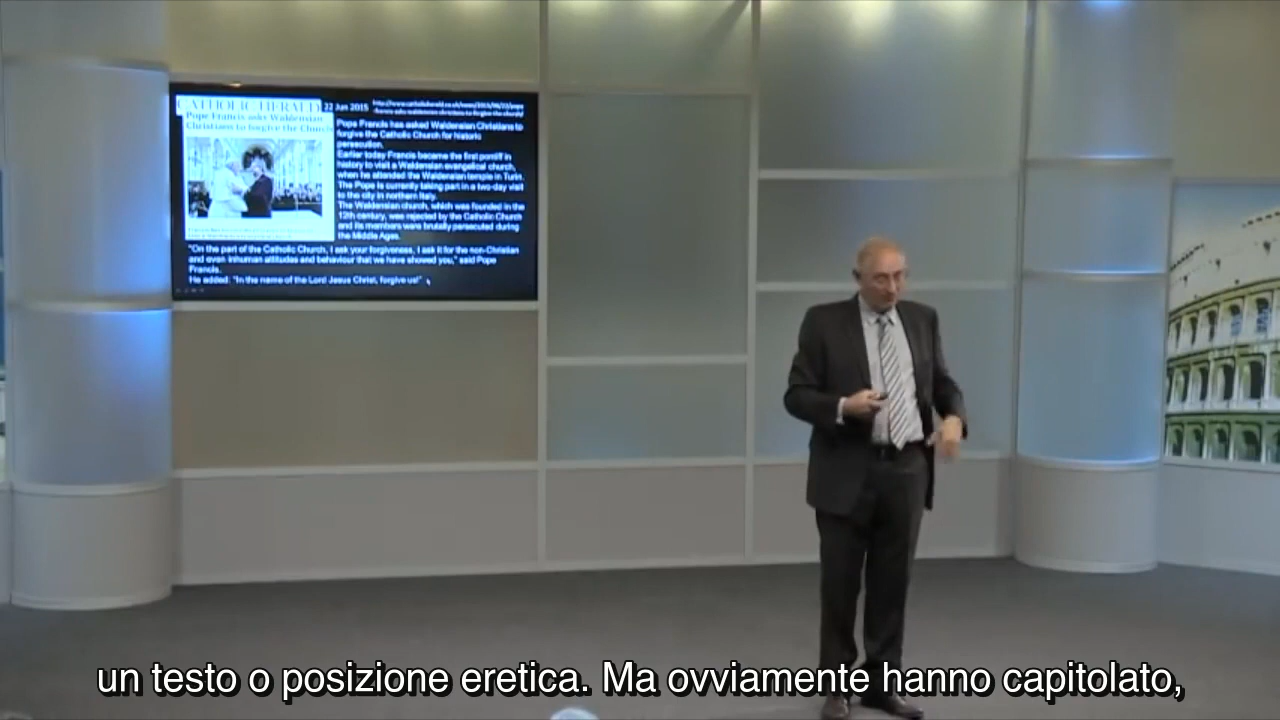 CATHOLIC HERALD
Pope Francis asks Waldensian
Christians to forgive the Church
22 Jun 2015
Pope Francis has asked Waldensian Christians to
forgive the Catholic Church for historic
persecution.
Earlier today Francis became the first pontiff in
history to visit a Waldensian evangelical church,
when he attended the Waldensian temple in Turin.
The Pope is currently taking part in a two-day visit
to the city in northern Italy.
The Waldensian church, which was founded in the
12th century, was rejected by the Catholic Church
and its members were brutally persecuted during
the Middle Ages.
"On the part of the Catholic Church, I ask your forgiveness, I ask it for the non-Christian
and even inhuman attitudes and behaviour that we have showed you," said Pope
Francis.
He added: "In the name of the Lord Jesus Christ, forgive us!"
un testo o posizione eretica. Ma ovviamente hanno capitolato,